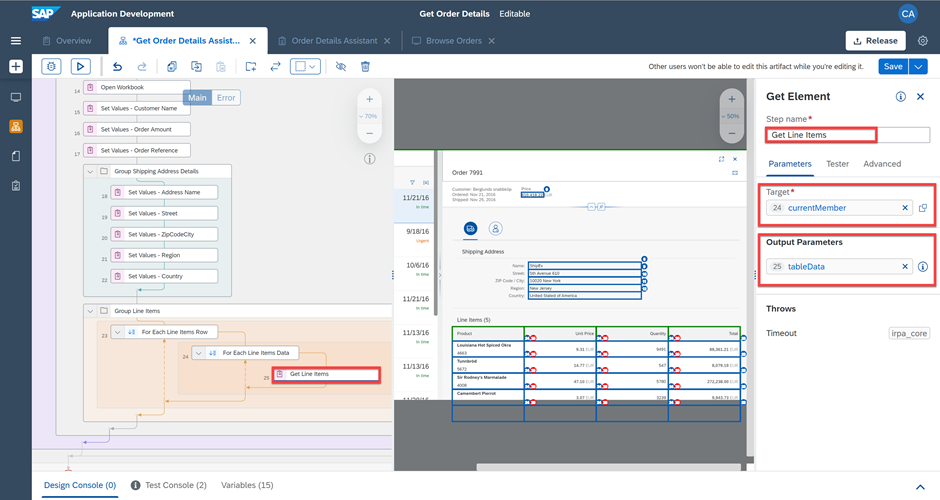 SAP Application Development Get Order Details Editable CA
Overview *Get Order Details Assist... Order Details Assistant Browse Orders Release
Other users won't be able to edit this artifact while you're editing it. Save
14 Open Workbook
Main Error
15 Set Values - Customer Name
16 Set Values - Order Amount
17 Set Values - Order Reference
Group Shipping Address Details
18 Set Values - Address Name
19 Set Values - Street
20 Set Values - ZipCodeCity
21 Set Values - Region
22 Set Values - Country
Group Line Items
23 For Each Line Items Row
24 For Each Line Items Data
25 Get Line Items
70%
50%
11/21/16
In time
9/18/16
Urgent
10/6/16
In time
11/21/16
In time
11/13/16
In time
11/13/16
In time
Order 7991
Customer: Berglunds snabbköp
Ordered: Nov 21, 2016
Shipped: Nov 25, 2016
Price
Shipping Address
Name: ShipEx
Street: 5th Avenue 610
ZIP Code / City: 10020 New York
Region: New Jersey
Country: United States of America
Line Items (5)
Product Unit Price Quantity Total
Louisiana Hot Spiced Okra
4663 9.31 EUR 9491 88,361.21 EUR
Tunnbröd
5672 14.77 EUR 547 8,079.19 EUR
Sir Rodney's Marmalade
4008 47.10 EUR 5780 272,238.00 EUR
Camembert Pierrot
3.07 EUR 3239 9,943.73 EUR
Get Element
Step name*
Get Line Items
Parameters Tester Advanced
Target*
24 currentMember
Output Parameters
25 tableData
Throws
Timeout irpa_core
Design Console (0) Test Console (2) Variables (15)